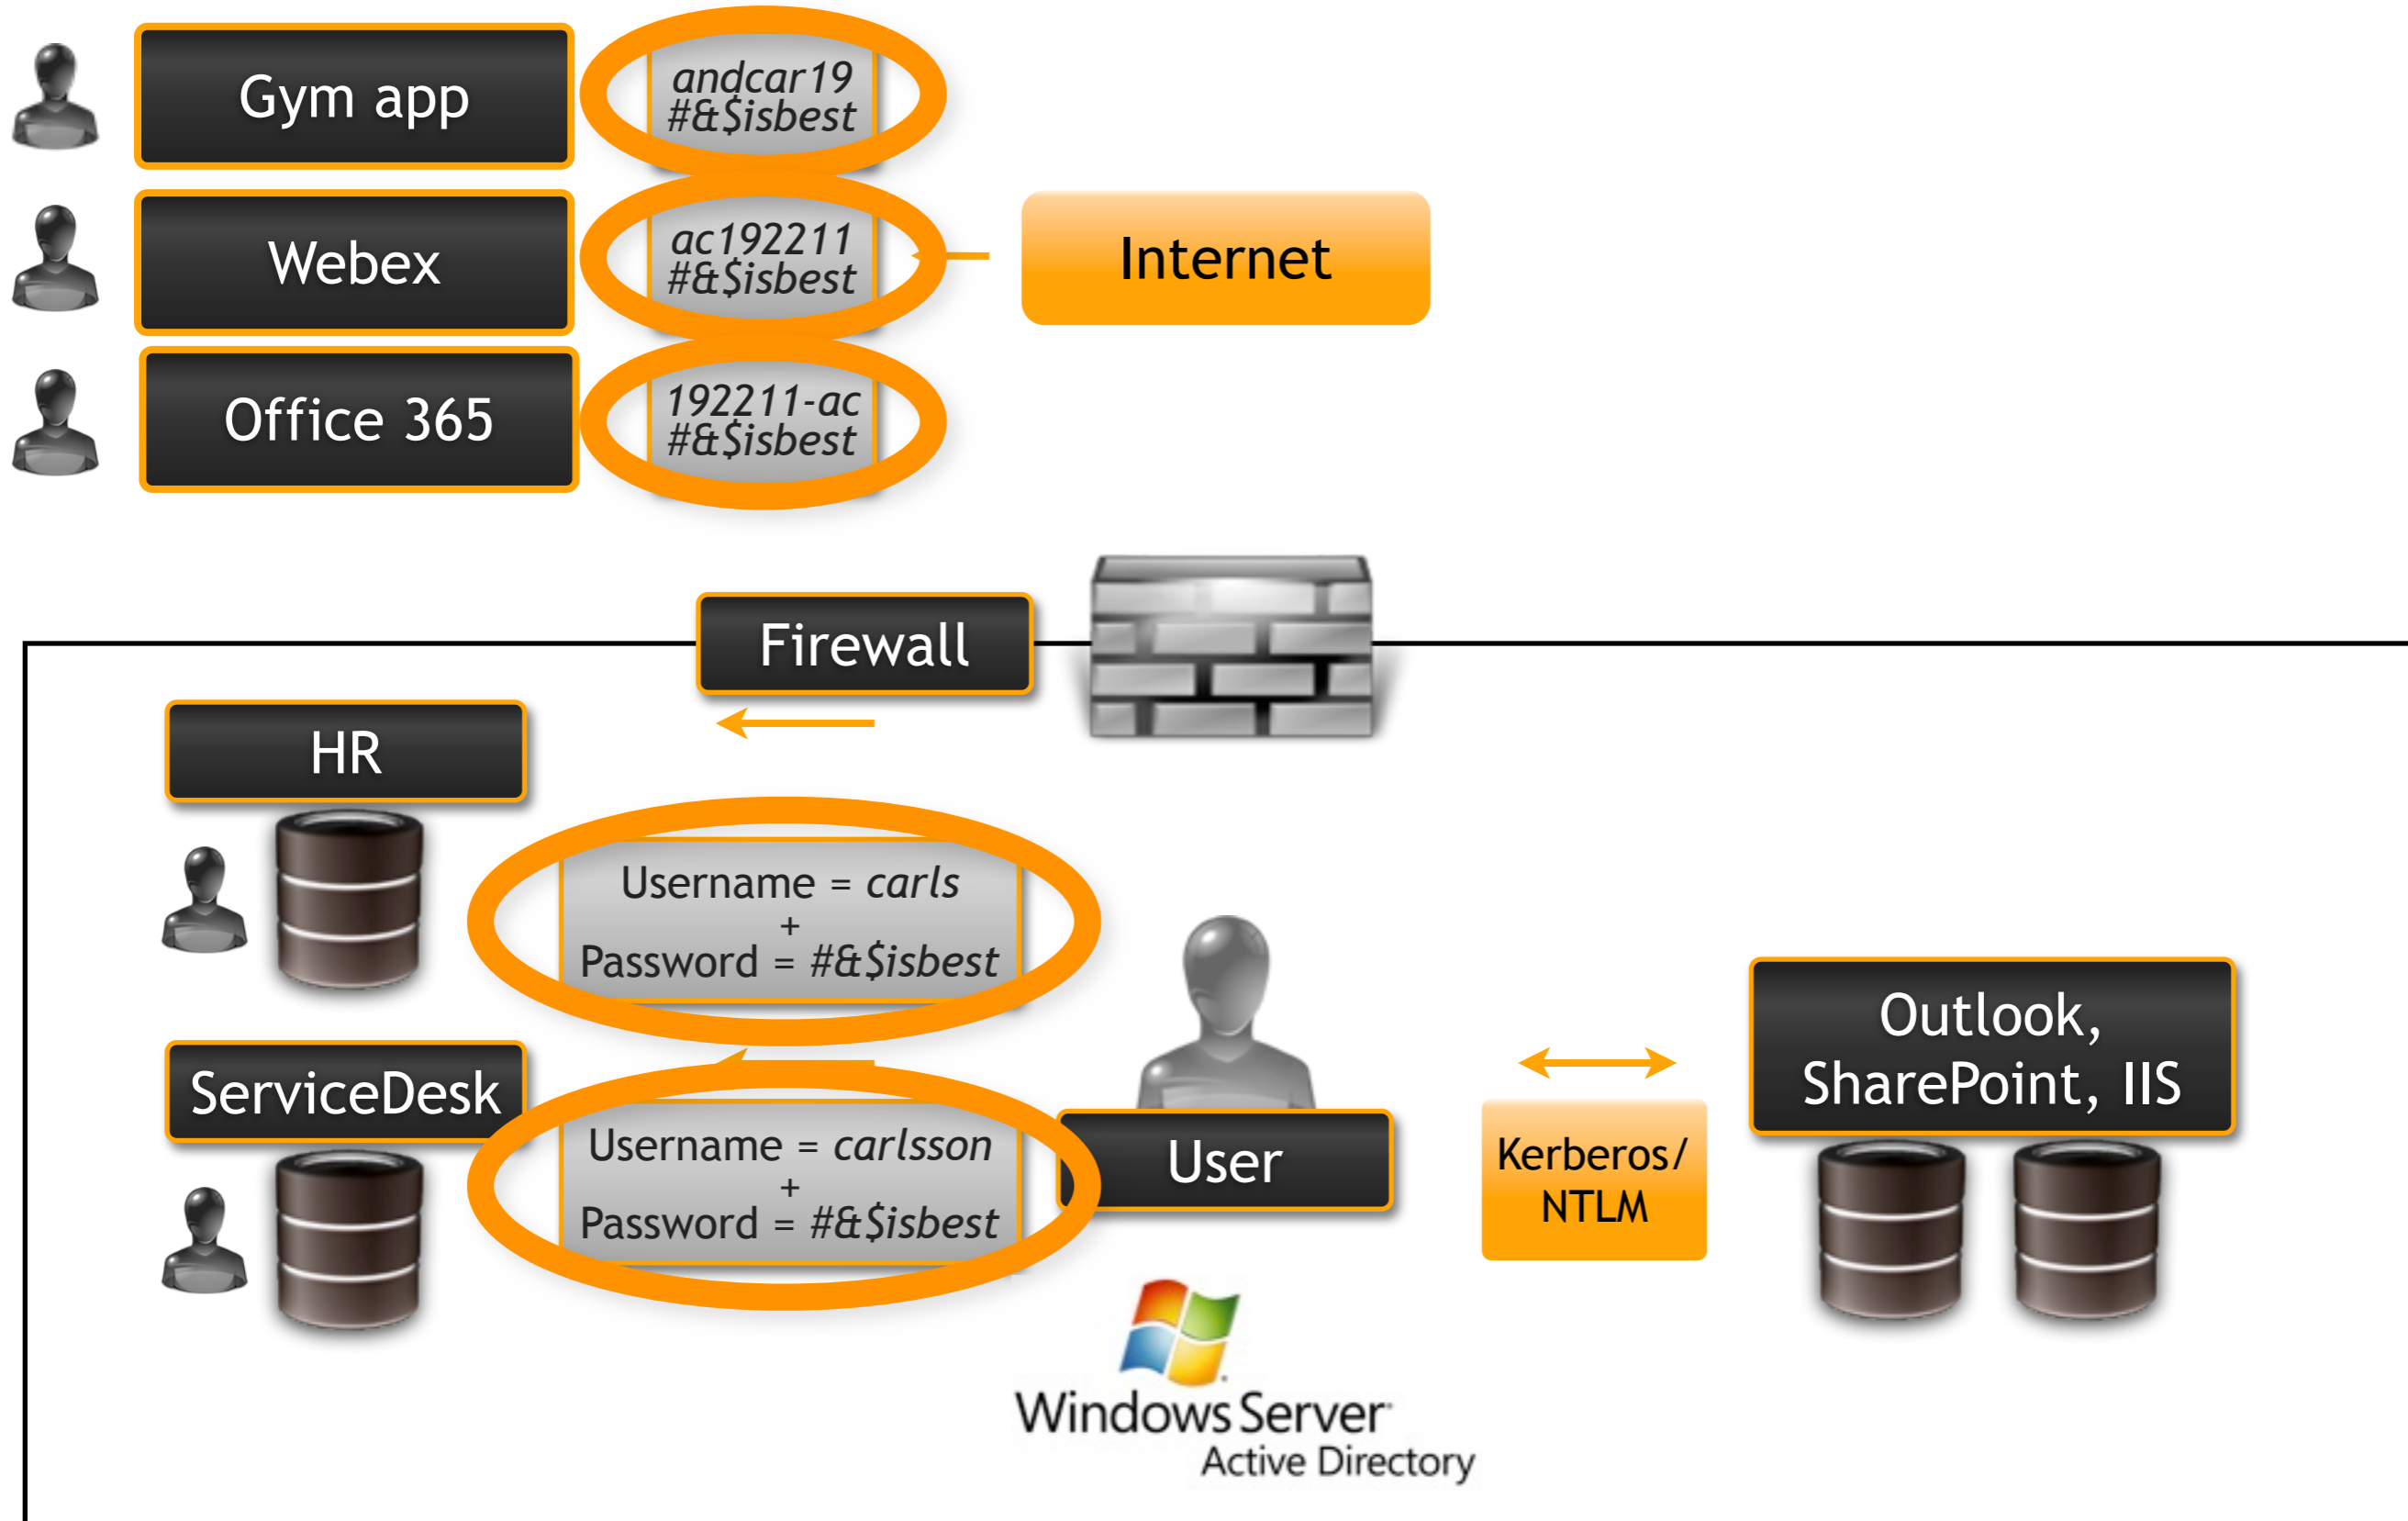 Gym app
andcar19
#&$isbest
Webex
ac192211
#&$isbest
Internet
Office 365
192211-ac
#&$isbest
Firewall
HR
Username = carls
+
Password = #&$isbest
ServiceDesk
Username = carlsson
+
Password = #&$isbest
User
Kerberos/
NTLM
Outlook,
SharePoint, IIS
Windows Server
Active Directory